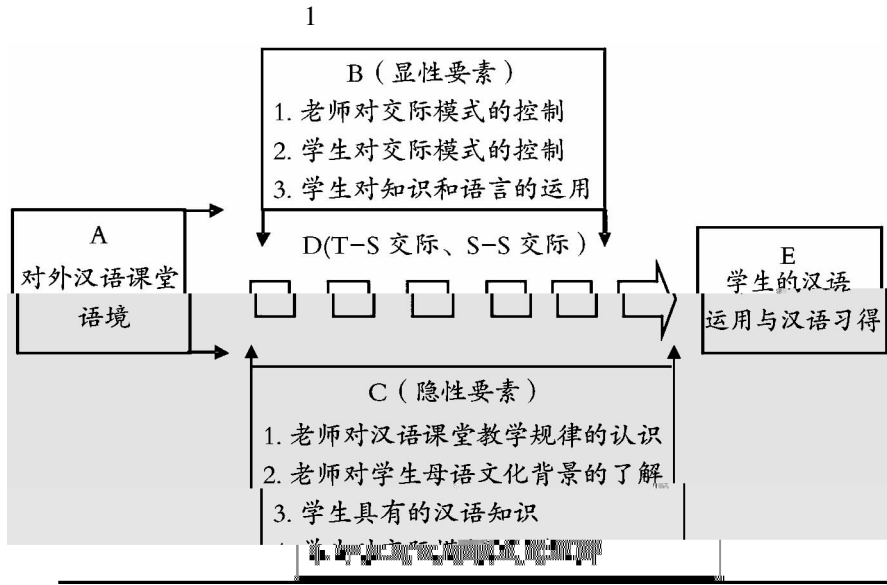 1
B（显性要素）
1. 老师对交际模式的控制
2. 学生对交际模式的控制
3. 学生对知识和语言的运用
A
对外汉语课堂
语境
D(T-S 交际、S-S 交际）
E
学生的汉语
运用与汉语习得
C（隐性要素）
1. 老师对汉语课堂教学规律的认识
2. 老师对学生母语文化背景的了解
3. 学生具有的汉语知识